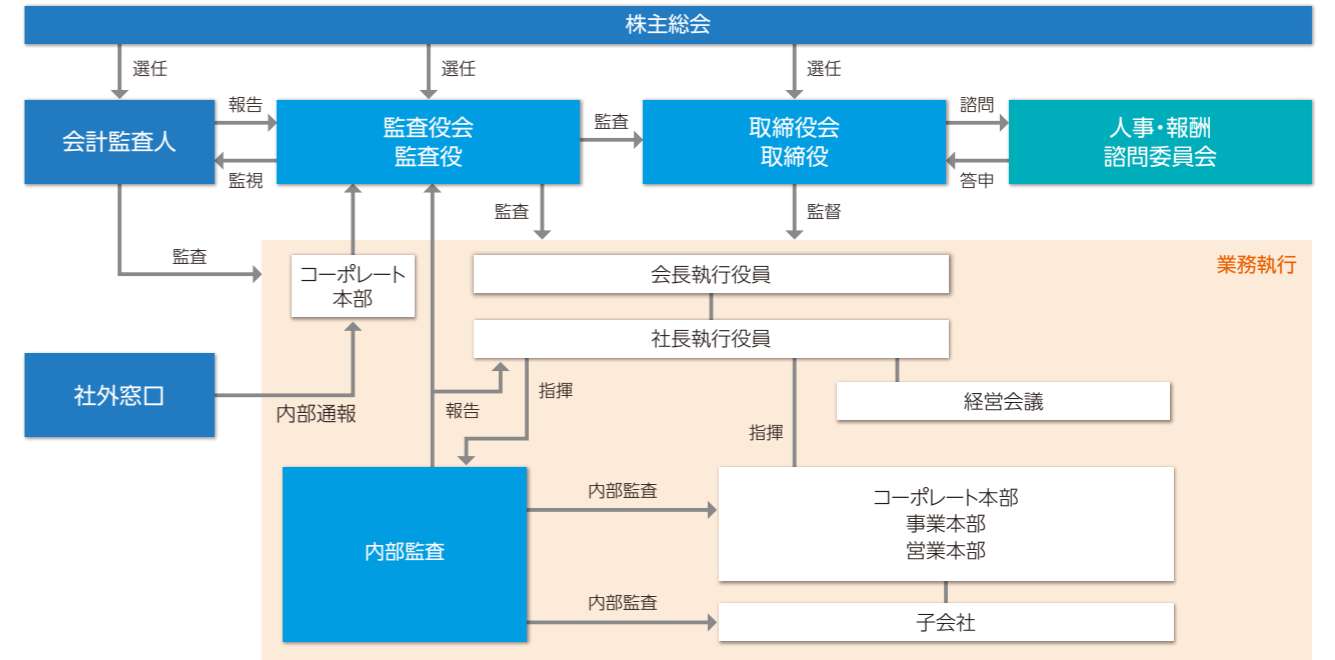 株主総会
選任
選任
選任
会計監査人
報告
監視
監査役会
監査役
監査
取締役会
取締役
諮問
答申
人事・報酬
諮問委員会
監査
監督
監査
業務執行
コーポレート
本部
会長執行役員
社長執行役員
社外窓口
内部通報
報告
指揮
指揮
経営会議
内部監査
内部監査
コーポレート本部
事業本部
営業本部
内部監査
子会社